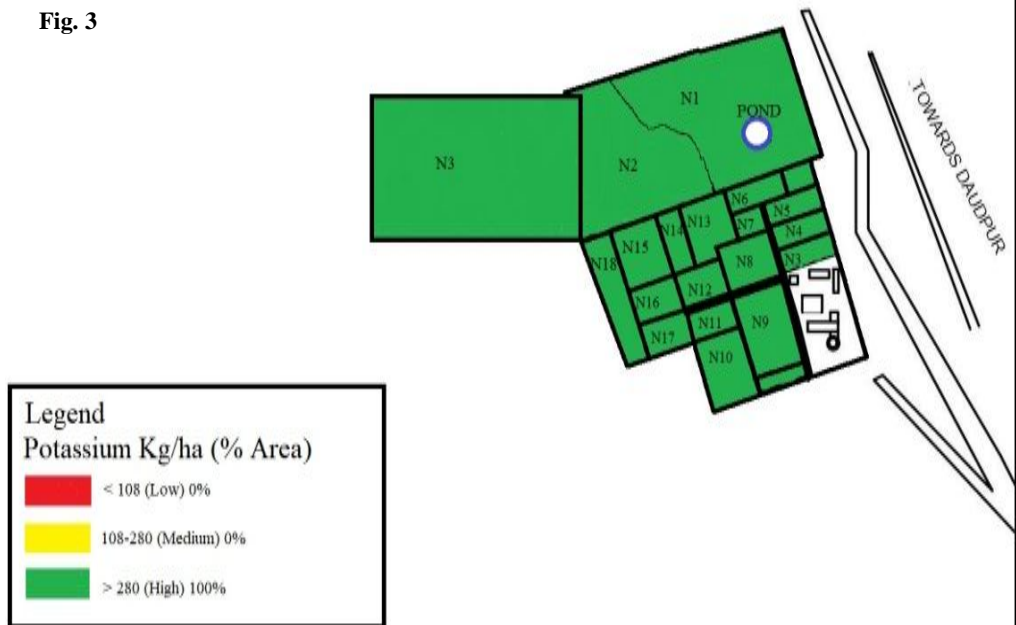 Fig. 3
N1
POND
TOWARDS DAUDPUR
N3
N2
N6
N5
N13
N7
N14
N4
N15
N18
N8
N3
N12
N16
N11
N9
N17
N10
Legend
Potassium Kg/ha (% Area)
< 108 (Low) 0%
108-280 (Medium) 0%
> 280 (High) 100%